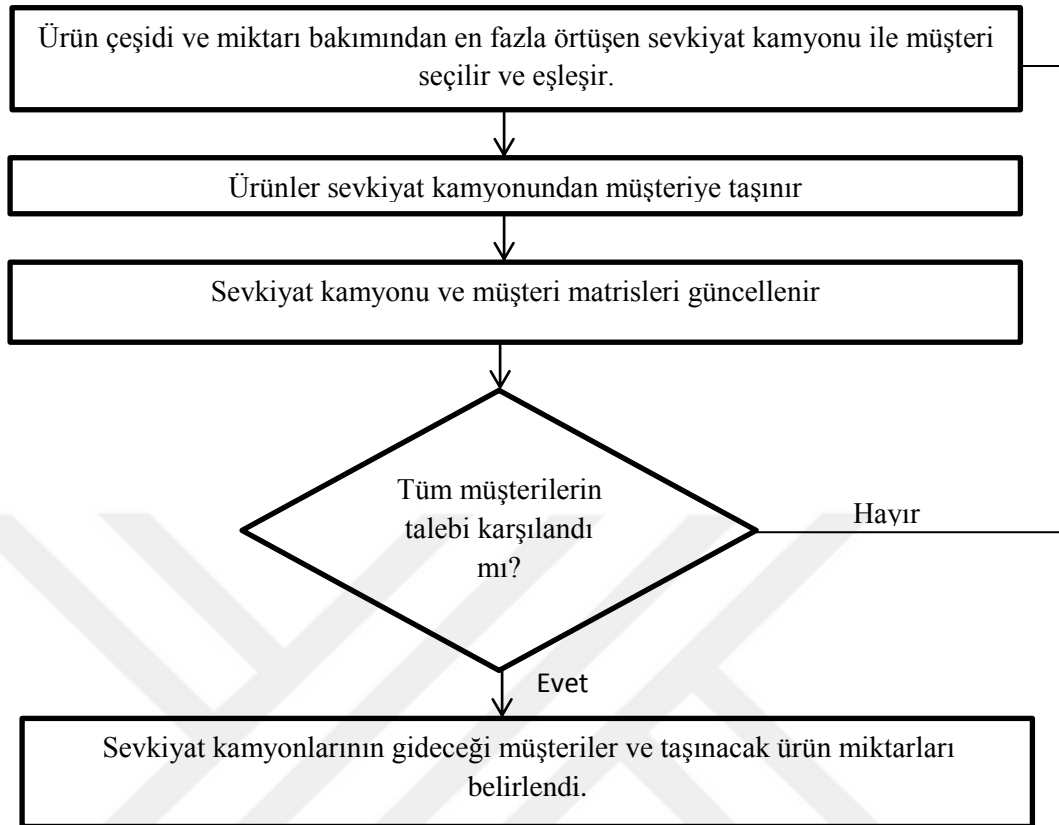 Ürün çeşidi ve miktarı bakımından en fazla örtüşen sevkiyat kamyonu ile müşteri
seçilir ve eşleşir.
Ürünler sevkiyat kamyonundan müşteriye taşınır
Sevkiyat kamyonu ve müşteri matrisleri güncellenir
Tüm müşterilerin
talebi karşılandı
mı?
Hayır
Evet
Sevkiyat kamyonlarının gideceği müşteriler ve taşınacak ürün miktarları
belirlendi.